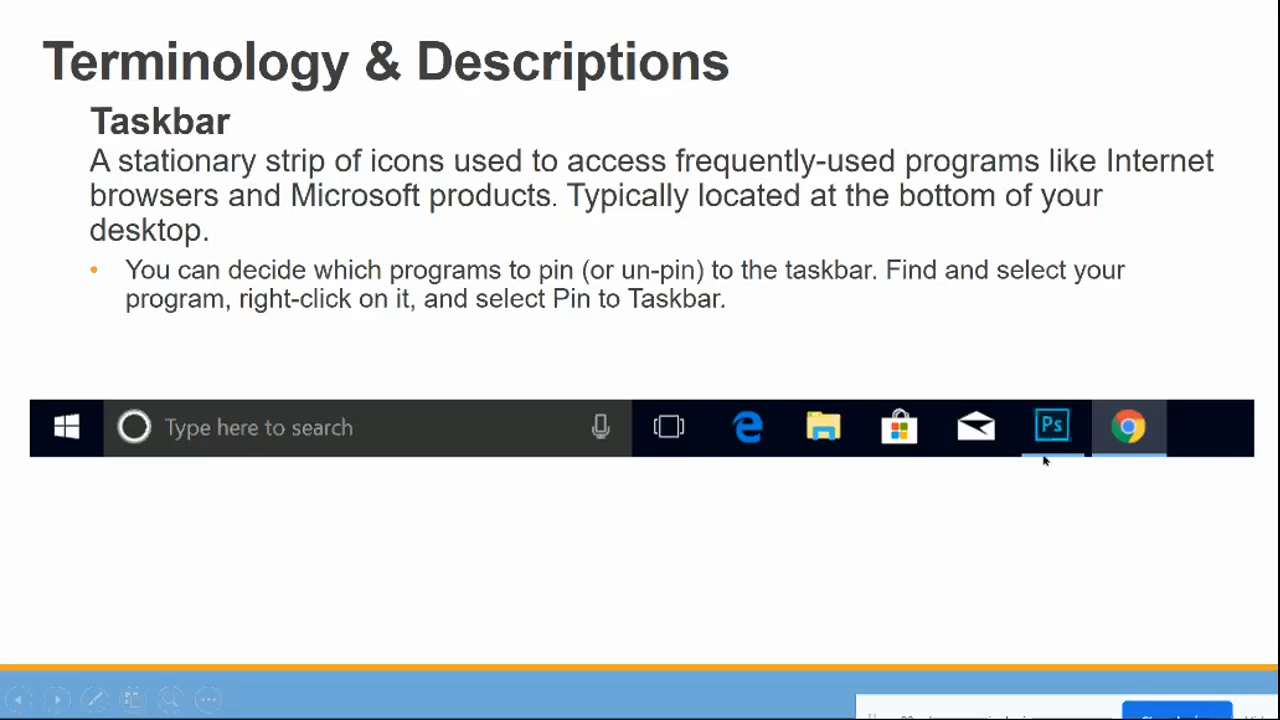 Terminology & Descriptions
Taskbar
A stationary strip of icons used to access frequently-used programs like Internet
browsers and Microsoft products. Typically located at the bottom of your
desktop.
• You can decide which programs to pin (or un-pin) to the taskbar. Find and select your
program, right-click on it, and select Pin to Taskbar.
Type here to search
Ps